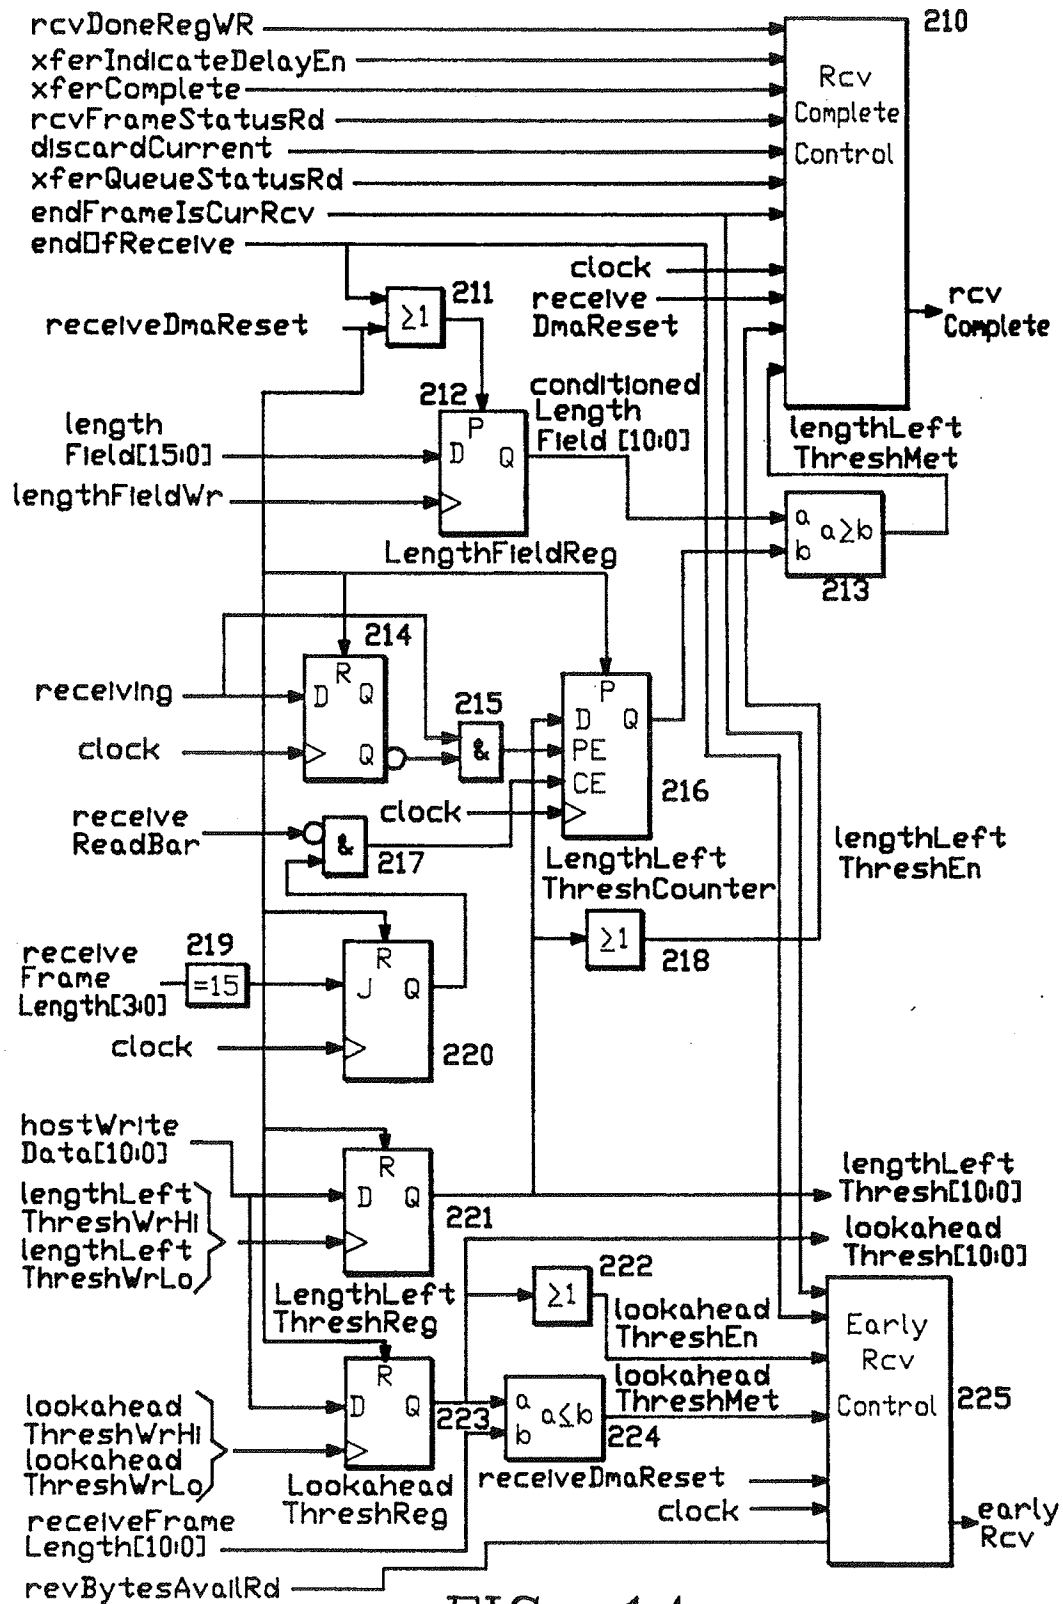 rcvDoneRegWR
210
xferIndicateDelayEn
xferComplete
rcvFrameStatusRd
discardCurrent
xferQueueStatusRd
endFrameIsCurRcv
endOfReceive
Rcv
Complete
Control
clock
receive
DmaReset
rcv
Complete
211
≥1
receiveDmaReset
212
conditioned
Length
Field [10:0]
length
Field[15:0]
lengthFieldWr
P
D Q
LengthFieldReg
lengthLeft
ThreshMet
a
b
a≥b
213
214
receiving
clock
R
D Q
Q
215
&
P
D Q
PE
CE
216
clock
receive
ReadBar
&
217
LengthLeft
ThreshCounter
lengthLeft
ThreshEn
≥1
218
219
receive
Frame
Length[3:0]
=15
R
J Q
clock
220
hostWrite
Data[10:0]
lengthLeft
ThreshWrHi
lengthLeft
ThreshWrLo
R
D Q
221
LengthLeft
ThreshReg
lengthLeft
Thresh[10:0]
lookahead
Thresh[10:0]
222
≥1
lookahead
ThreshEn
lookahead
ThreshMet
Early
Rcv
Control
225
lookahead
ThreshWrHi
lookahead
ThreshWrLo
R
D Q
223
Lookahead
ThreshReg
a
b
a≤b
224
receiveDmaReset
clock
early
Rcv
receiveFrame
Length[10:0]
revBytesAvailRd
FIG. 14